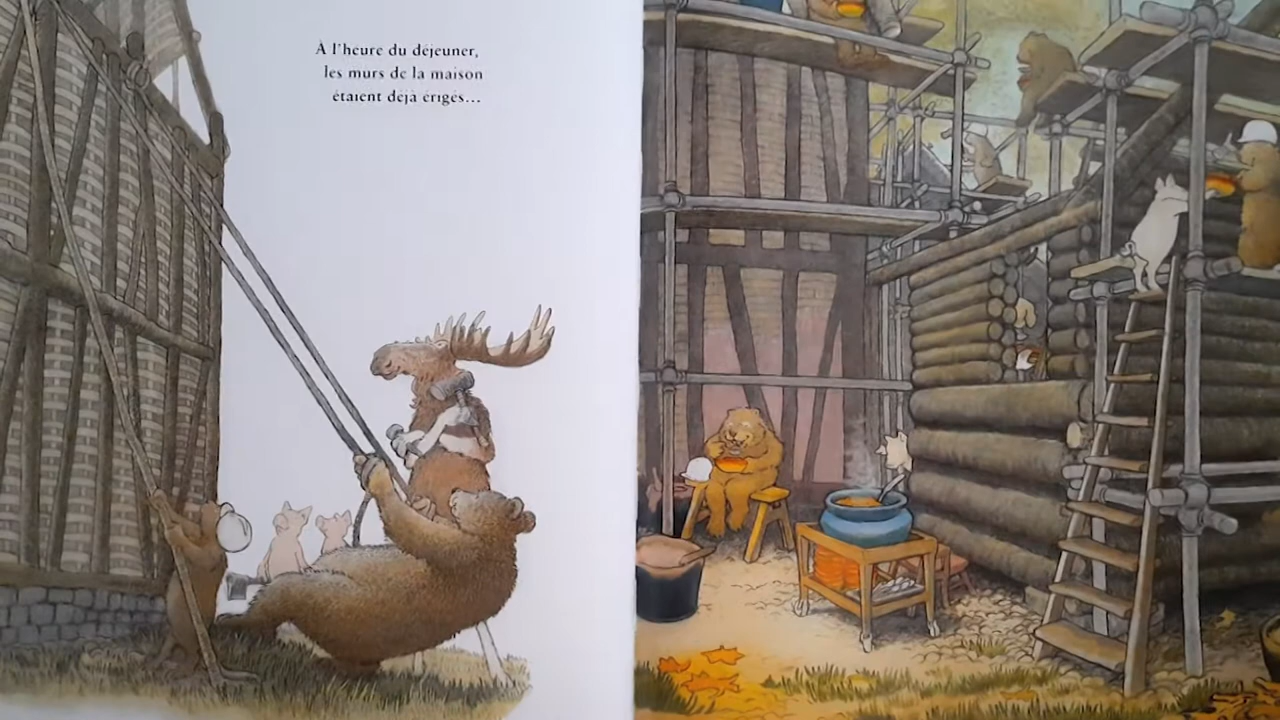 À l'heure du déjeuner,
les murs de la maison
étaient déjà érigés...